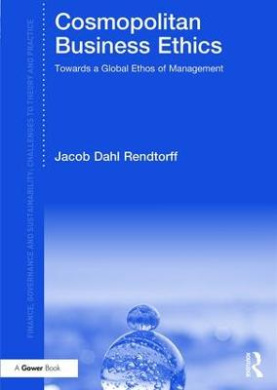 Cosmopolitan
Business Ethics
Towards a Global Ethos of Management
Jacob Dahl Rendtorff
FINANCE, GOVERNANCE AND SUSTAINABILITY: CHALLENGES TO THEORY AND PRACTICE
A Gower Book
R
Routledge